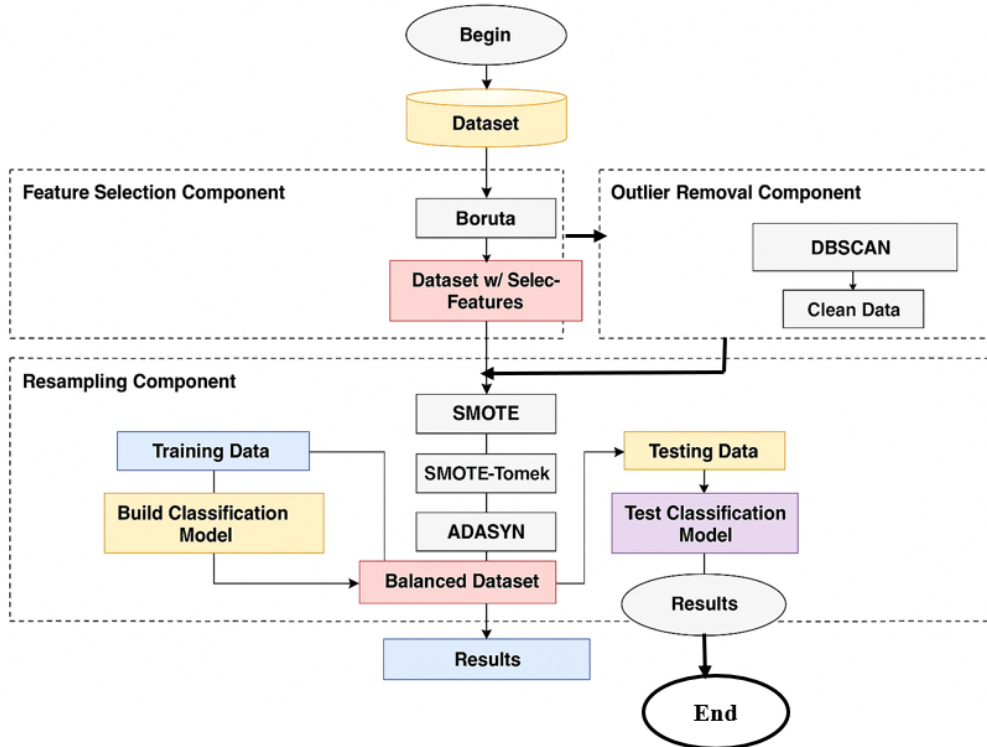 Begin
Dataset
Feature Selection Component
Boruta
Dataset w/ Selec-
Features
Outlier Removal Component
DBSCAN
Clean Data
Resampling Component
SMOTE
SMOTE-Tomek
ADASYN
Balanced Dataset
Training Data
Build Classification
Model
Testing Data
Test Classification
Model
Results
Results
End